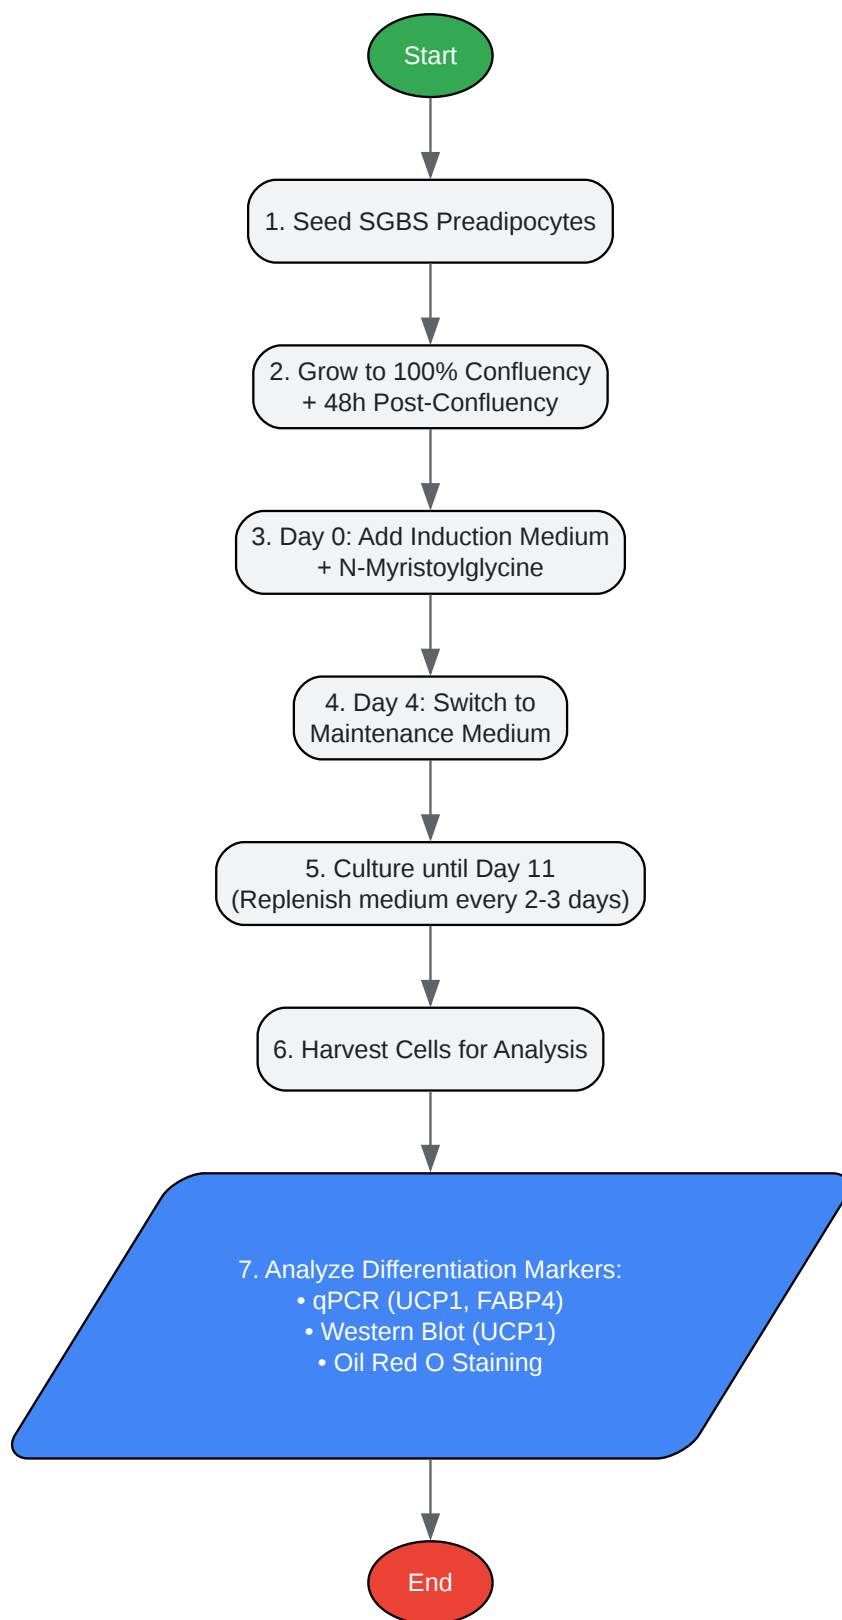 Start
1. Seed SGBS Preadipocytes
2. Grow to 100% Confluency
+ 48h Post-Confluency
3. Day 0: Add Induction Medium
+ N-Myristoylglycine
4. Day 4: Switch to
Maintenance Medium
5. Culture until Day 11
(Replenish medium every 2-3 days)
6. Harvest Cells for Analysis
7. Analyze Differentiation Markers:
• qPCR (UCP1, FABP4)
• Western Blot (UCP1)
• Oil Red O Staining
End